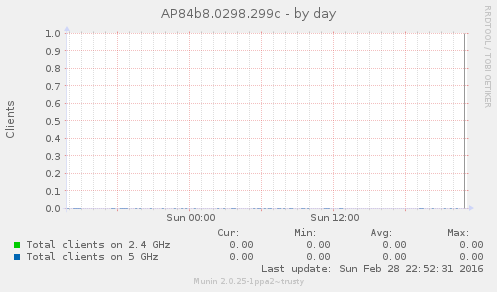 AP84b8.0298.299c - by day
RRDTOOL / TOBI OETIKER
Clients
1.0
0.9
0.8
0.7
0.6
0.5
0.4
0.3
0.2
0.1
0.0
Sun 00:00 Sun 12:00
Cur: Min: Avg: Max:
Total clients on 2.4 GHz 0.00 0.00 0.00 0.00
Total clients on 5 GHz 0.00 0.00 0.00 0.00
Last update: Sun Feb 28 22:52:31 2016
Munin 2.0.25-1ppa2~trusty